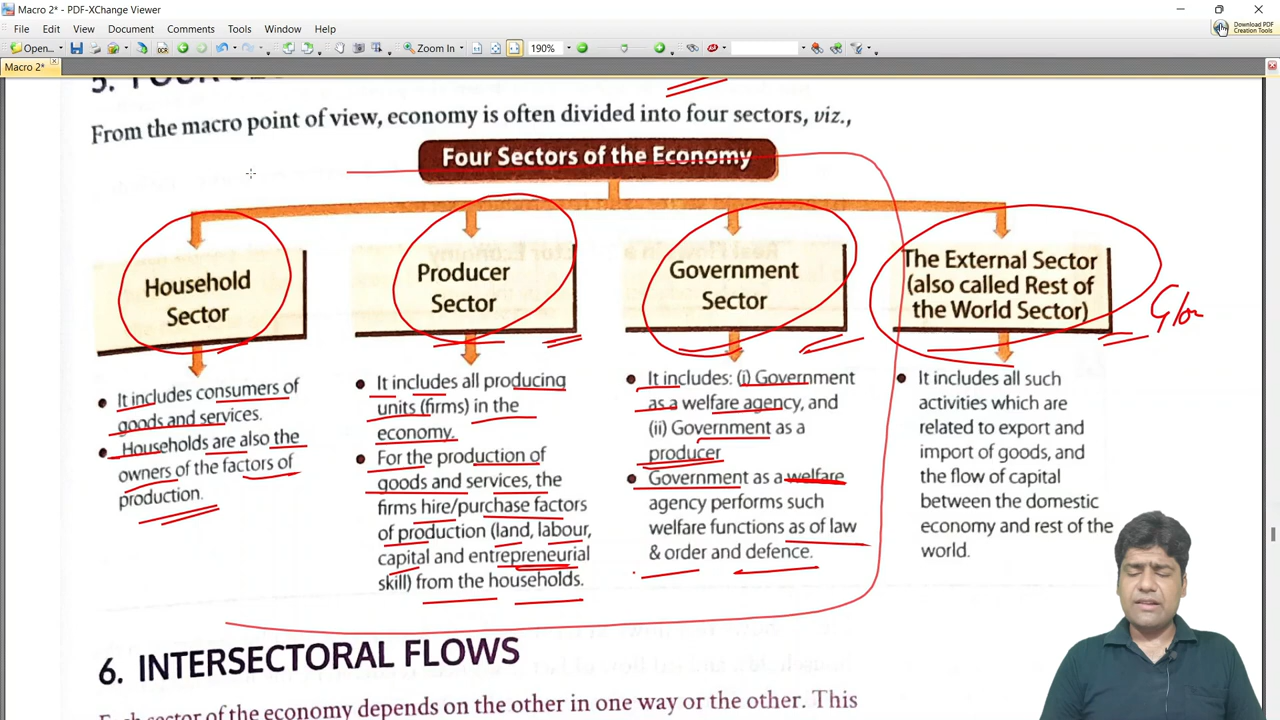 Macro 2* - PDF-XChange Viewer
File Edit View Document Comments Tools Window Help
Download PDF
Creation Tools
Open... Zoom In 190%
Macro 2*
From the macro point of view, economy is often divided into four sectors, viz.,
Four Sectors of the Economy
Household
Sector
Producer
Sector
Government
Sector
The External Sector
(also called Rest of
the World Sector)
• It includes consumers of
goods and services.
• Households are also the
owners of the factors of
production.
• It includes all producing
units (firms) in the
economy.
• For the production of
goods and services, the
firms hire/purchase factors
of production (land, labour,
capital and entrepreneurial
skill) from the households.
• It includes: (i) Government
as a welfare agency, and
(ii) Government as a
producer
• Government as a welfare
agency performs such
welfare functions as of law
& order and defence.
• It includes all such
activities which are
related to export and
import of goods, and
the flow of capital
between the domestic
economy and rest of the
world.
6. INTERSECTORAL FLOWS
Each sector of the economy depends on the other in one way or the other. This